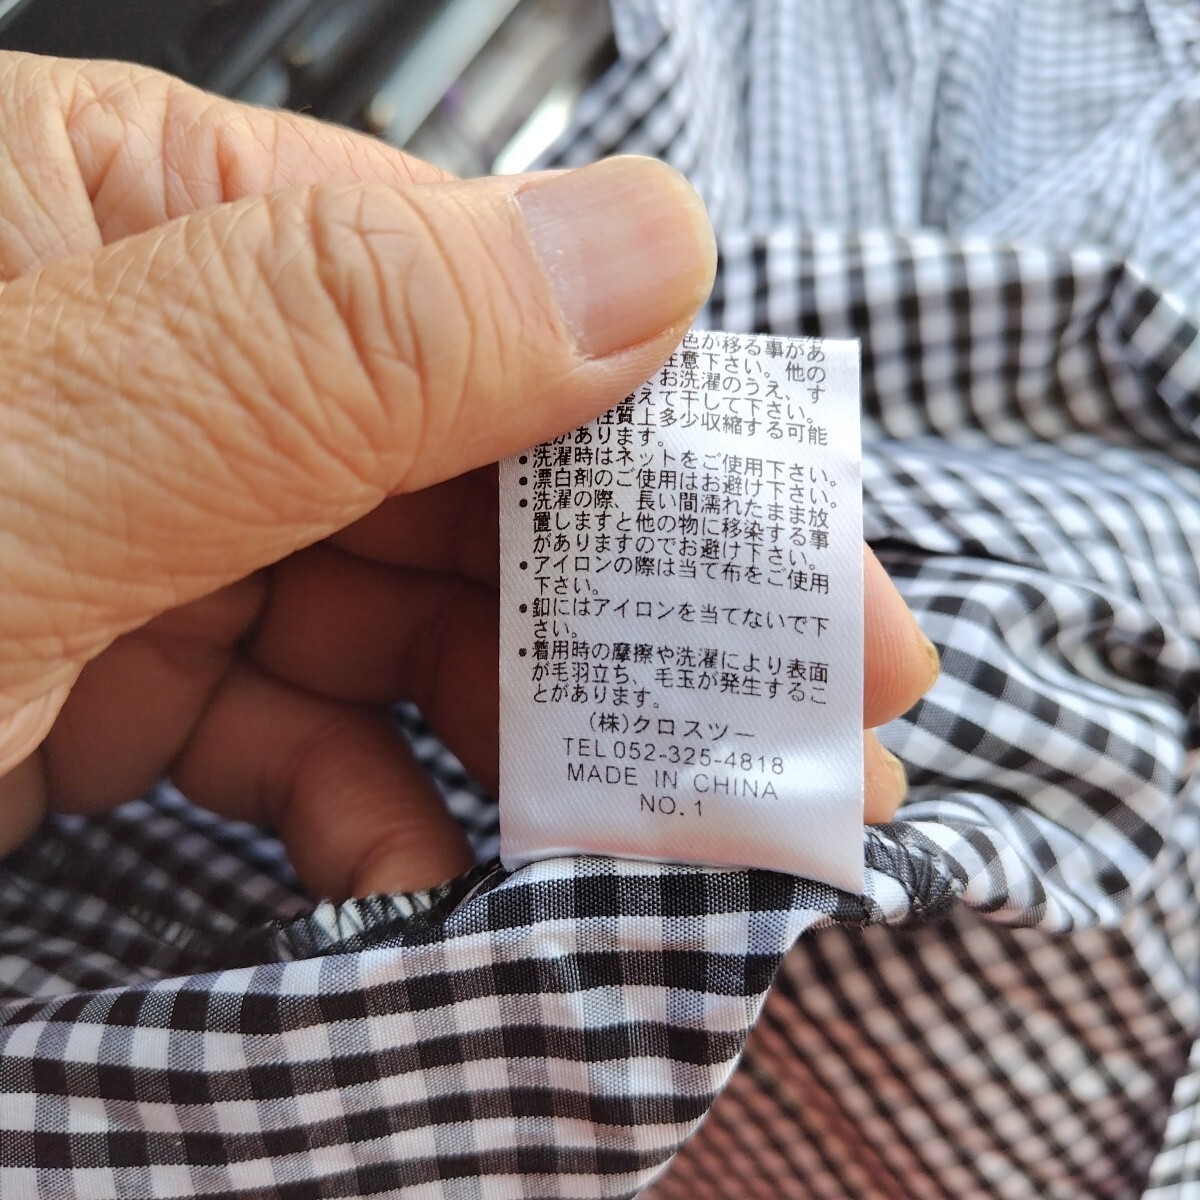 色が移る事があ
意下さい。他の
てお洗濯のうえ、す
えて干して下さい。
性質上多少収縮する可能
があります。
•洗濯時はネットをご使用下さい。
•漂白剤のご使用はお避け下さい。
•洗濯の際、長い間濡れたまま放
置しますと他の物に移染する事
がありますのでお避け下さい。
•アイロンの際は当て布をご使用
下さい。
•釦にはアイロンを当てないで下
さい。
•着用時の摩擦や洗濯により表面
が毛羽立ち、毛玉が発生するこ
とがあります。
(株)クロスツー
TEL 052-325-4818
MADE IN CHINA
NO.1